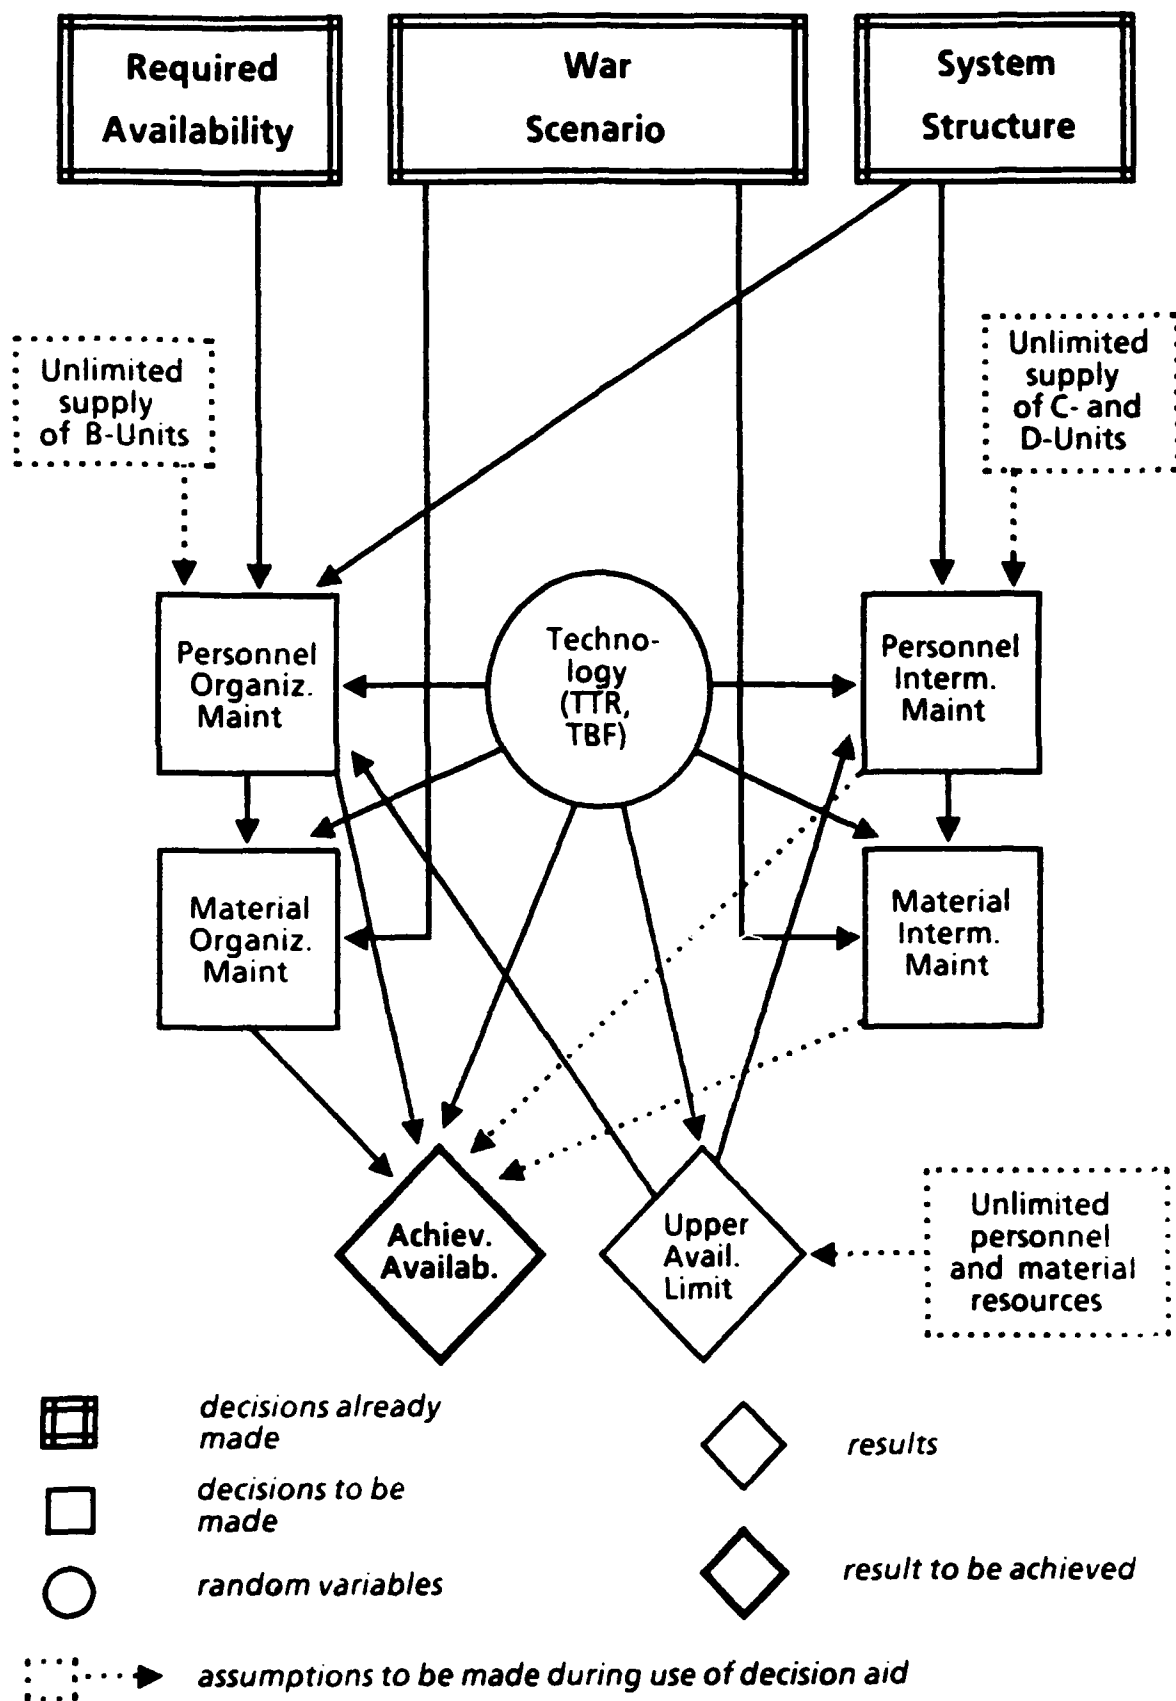 Required
Availability
War
Scenario
System
Structure
Unlimited
supply
of B-Units
Unlimited
supply
of C- and
D-Units
Personnel
Organiz.
Maint
Techno-
logy
(TTR,
TBF)
Personnel
Interm.
Maint
Material
Organiz.
Maint
Material
Interm.
Maint
Achiev.
Availab.
Upper
Avail.
Limit
Unlimited
personnel
and material
resources
decisions already
made
results
decisions to be
made
result to be achieved
random variables
assumptions to be made during use of decision aid